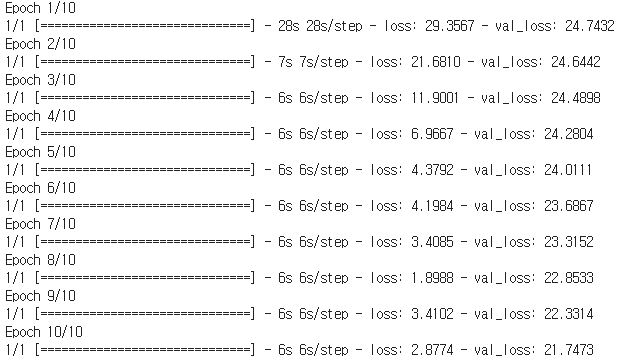 Epoch 1/10
1/1 [==============================] - 28s 28s/step - loss: 29.3567 - val_loss: 24.7432
Epoch 2/10
1/1 [==============================] - 7s 7s/step - loss: 21.6810 - val_loss: 24.6442
Epoch 3/10
1/1 [==============================] - 6s 6s/step - loss: 11.9001 - val_loss: 24.4898
Epoch 4/10
1/1 [==============================] - 6s 6s/step - loss: 6.9667 - val_loss: 24.2804
Epoch 5/10
1/1 [==============================] - 6s 6s/step - loss: 4.3792 - val_loss: 24.0111
Epoch 6/10
1/1 [==============================] - 6s 6s/step - loss: 4.1984 - val_loss: 23.6867
Epoch 7/10
1/1 [==============================] - 6s 6s/step - loss: 3.4085 - val_loss: 23.3152
Epoch 8/10
1/1 [==============================] - 6s 6s/step - loss: 1.8988 - val_loss: 22.8533
Epoch 9/10
1/1 [==============================] - 6s 6s/step - loss: 3.4102 - val_loss: 22.3314
Epoch 10/10
1/1 [==============================] - 6s 6s/step - loss: 2.8774 - val_loss: 21.7473